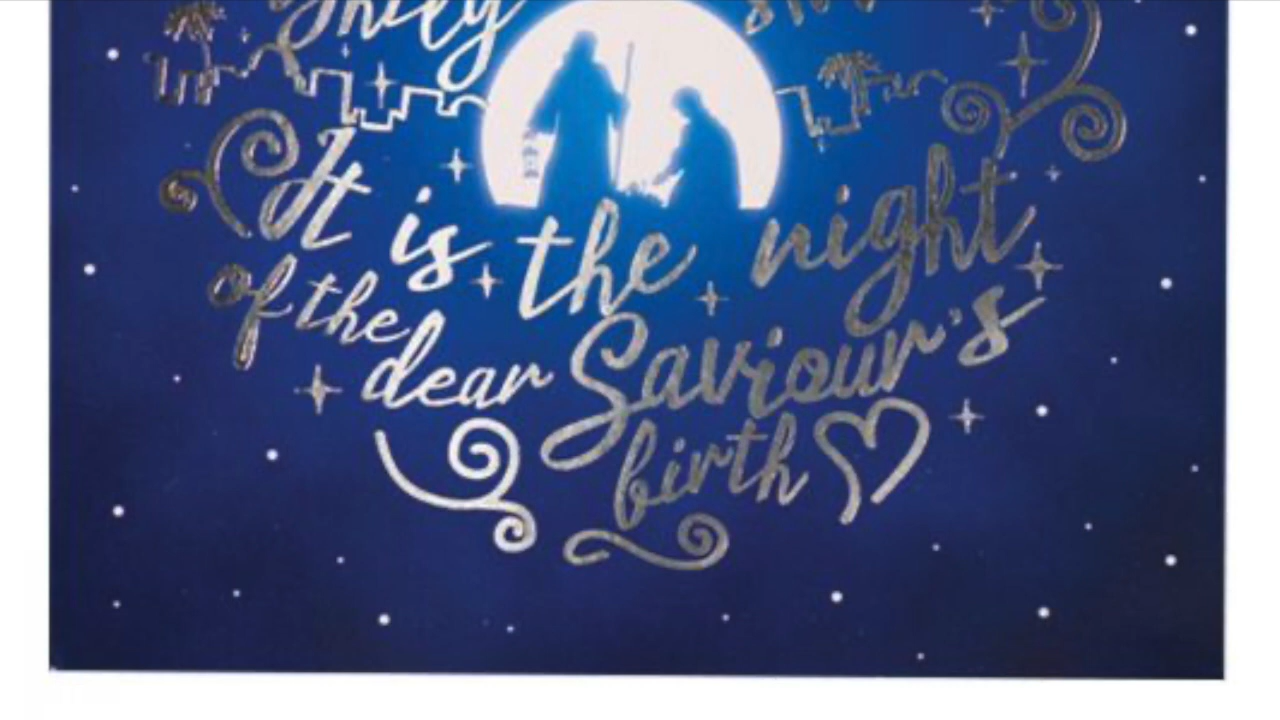 It is the night
of the
dear Saviour's
birth